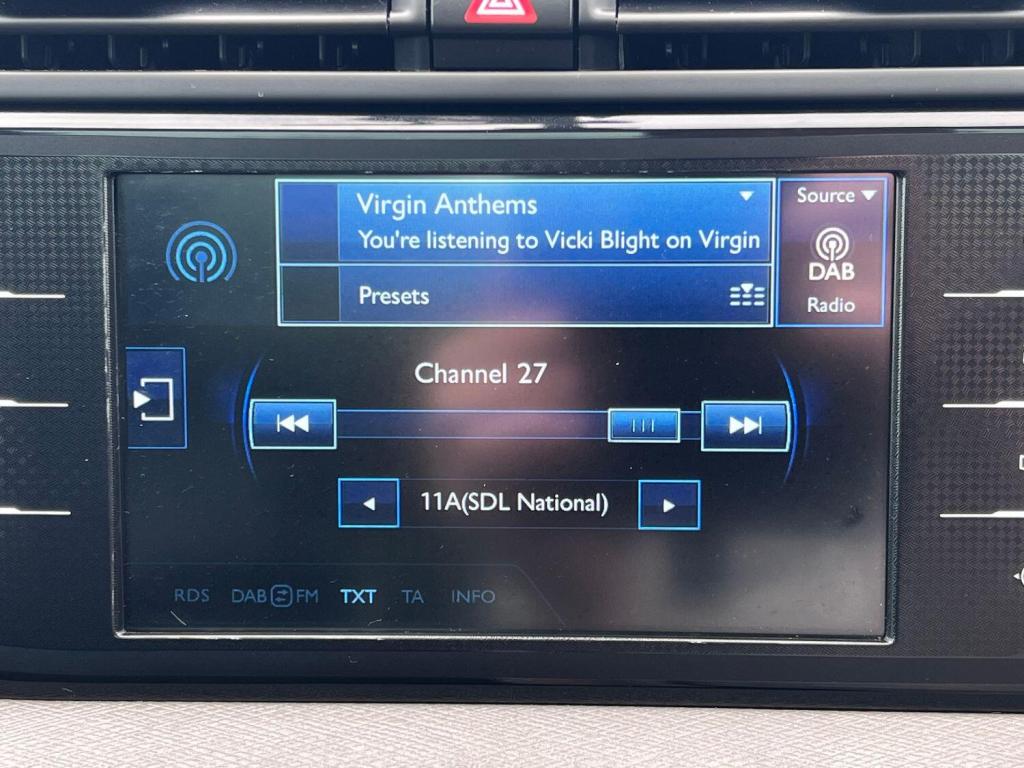 Virgin Anthems
Source
You're listening to Vicki Blight on Virgin
DAB
Presets
Radio
Channel 27
11A(SDL National)
RDS DAB FM TXT TA INFO